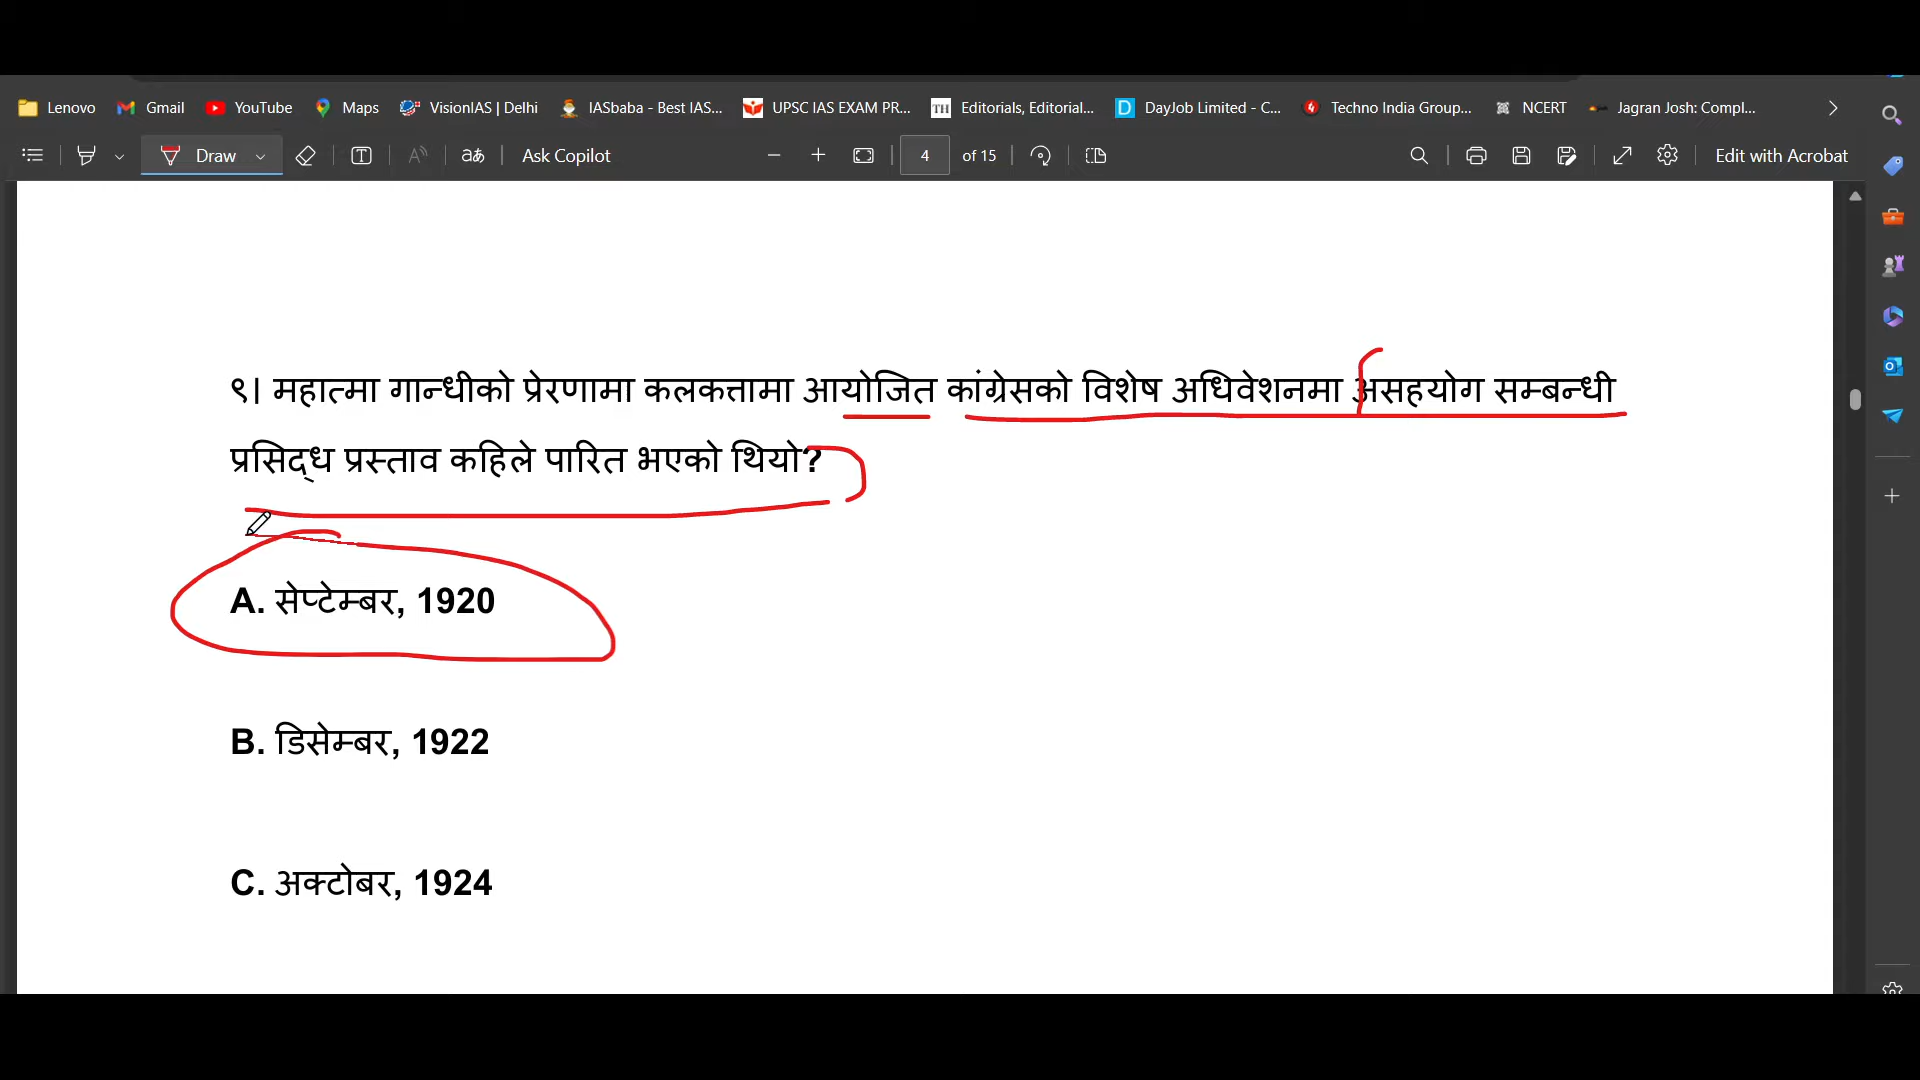 Lenovo Gmail YouTube Maps VisionIAS | Delhi IASbaba - Best IAS... UPSC IAS EXAM PR... Editorials, Editorial... DayJob Limited - C... Techno India Group,... NCERT Jagran Josh: Compl...
Draw aあ Ask Copilot 4 of 15 Edit with Acrobat
९। महात्मा गान्धीको प्रेरणामा कलकत्तामा आयोजित कांग्रेसको विशेष अधिवेशनमा असहयोग सम्बन्धी
प्रसिद्ध प्रस्ताव कहिले पारित भएको थियो?
A. सेप्टेम्बर, 1920
B. डिसेम्बर, 1922
C. अक्टोबर, 1924